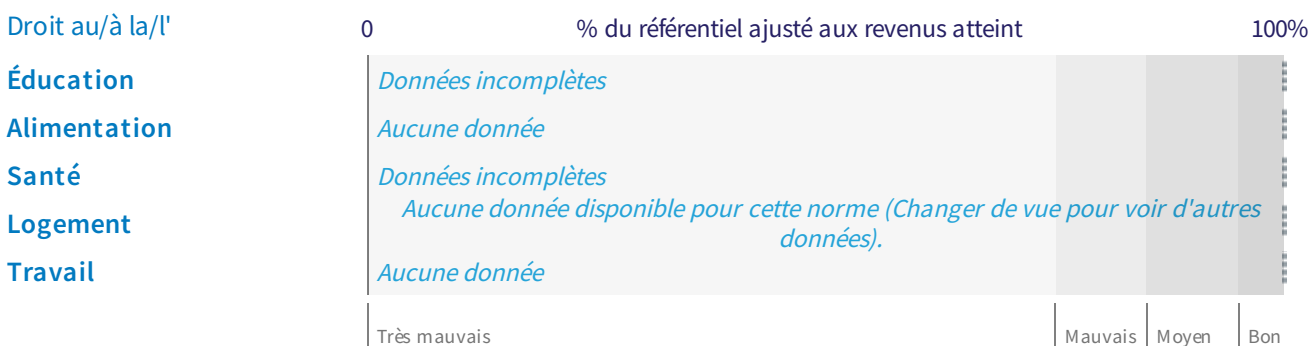 Droit au/à la/l' 0 % du référentiel ajusté aux revenus atteint 100%
Éducation Données incomplètes
Alimentation Aucune donnée
Santé Données incomplètes
Logement Aucune donnée disponible pour cette norme (Changer de vue pour voir d'autres
données).
Travail Aucune donnée
Très mauvais Mauvais Moyen Bon